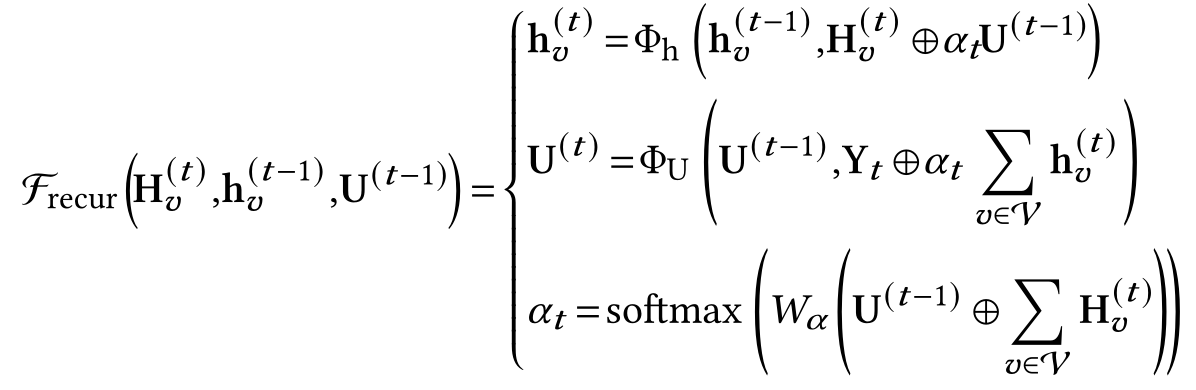 𝓕_recur(𝐇_v^(t),𝐡_v^(t−1),𝐔^(t−1)) = {
𝐡_v^(t) = Φ_h (𝐡_v^(t−1),𝐇_v^(t) ⊕ α_t𝐔^(t−1))
𝐔^(t) = Φ_U (𝐔^(t−1),𝐘_t ⊕ α_t ∑_{v∈𝒱} 𝐡_v^(t))
α_t = softmax (W_α (𝐔^(t−1) ⊕ ∑_{v∈𝒱} 𝐇_v^(t)))